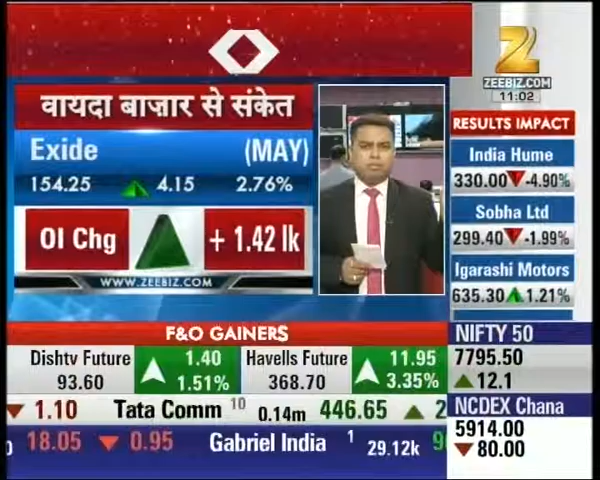 ZEEBIZ.COM
11:02
वायदा बाज़ार से संकेत
Exide (MAY)
154.25 4.15 2.76%
OI Chg + 1.42 lk
WWW.ZEEBIZ.COM
RESULTS IMPACT
India Hume
330.00 -4.90%
Sobha Ltd
299.40 -1.99%
Igarashi Motors
635.30 1.21%
F&O GAINERS
Dishtv Future 1.40 Havells Future 11.95
93.60 1.51% 368.70 3.35%
NIFTY 50
7795.50
12.1
1.10 Tata Comm 10 0.14m 446.65 2
NCDEX Chana
5914.00
80.00
18.05 0.95 Gabriel India 1 29.12k